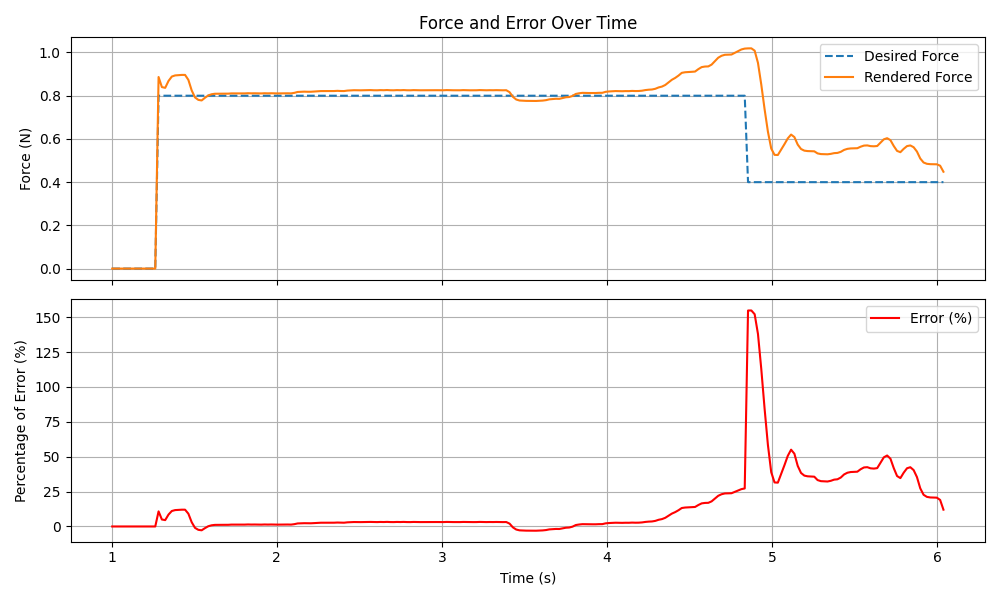 Force and Error Over Time
Force (N)
1.0
0.8
0.6
0.4
0.2
0.0
Desired Force
Rendered Force
Percentage of Error (%)
150
125
100
75
50
25
0
Error (%)
1 2 3 4 5 6
Time (s)